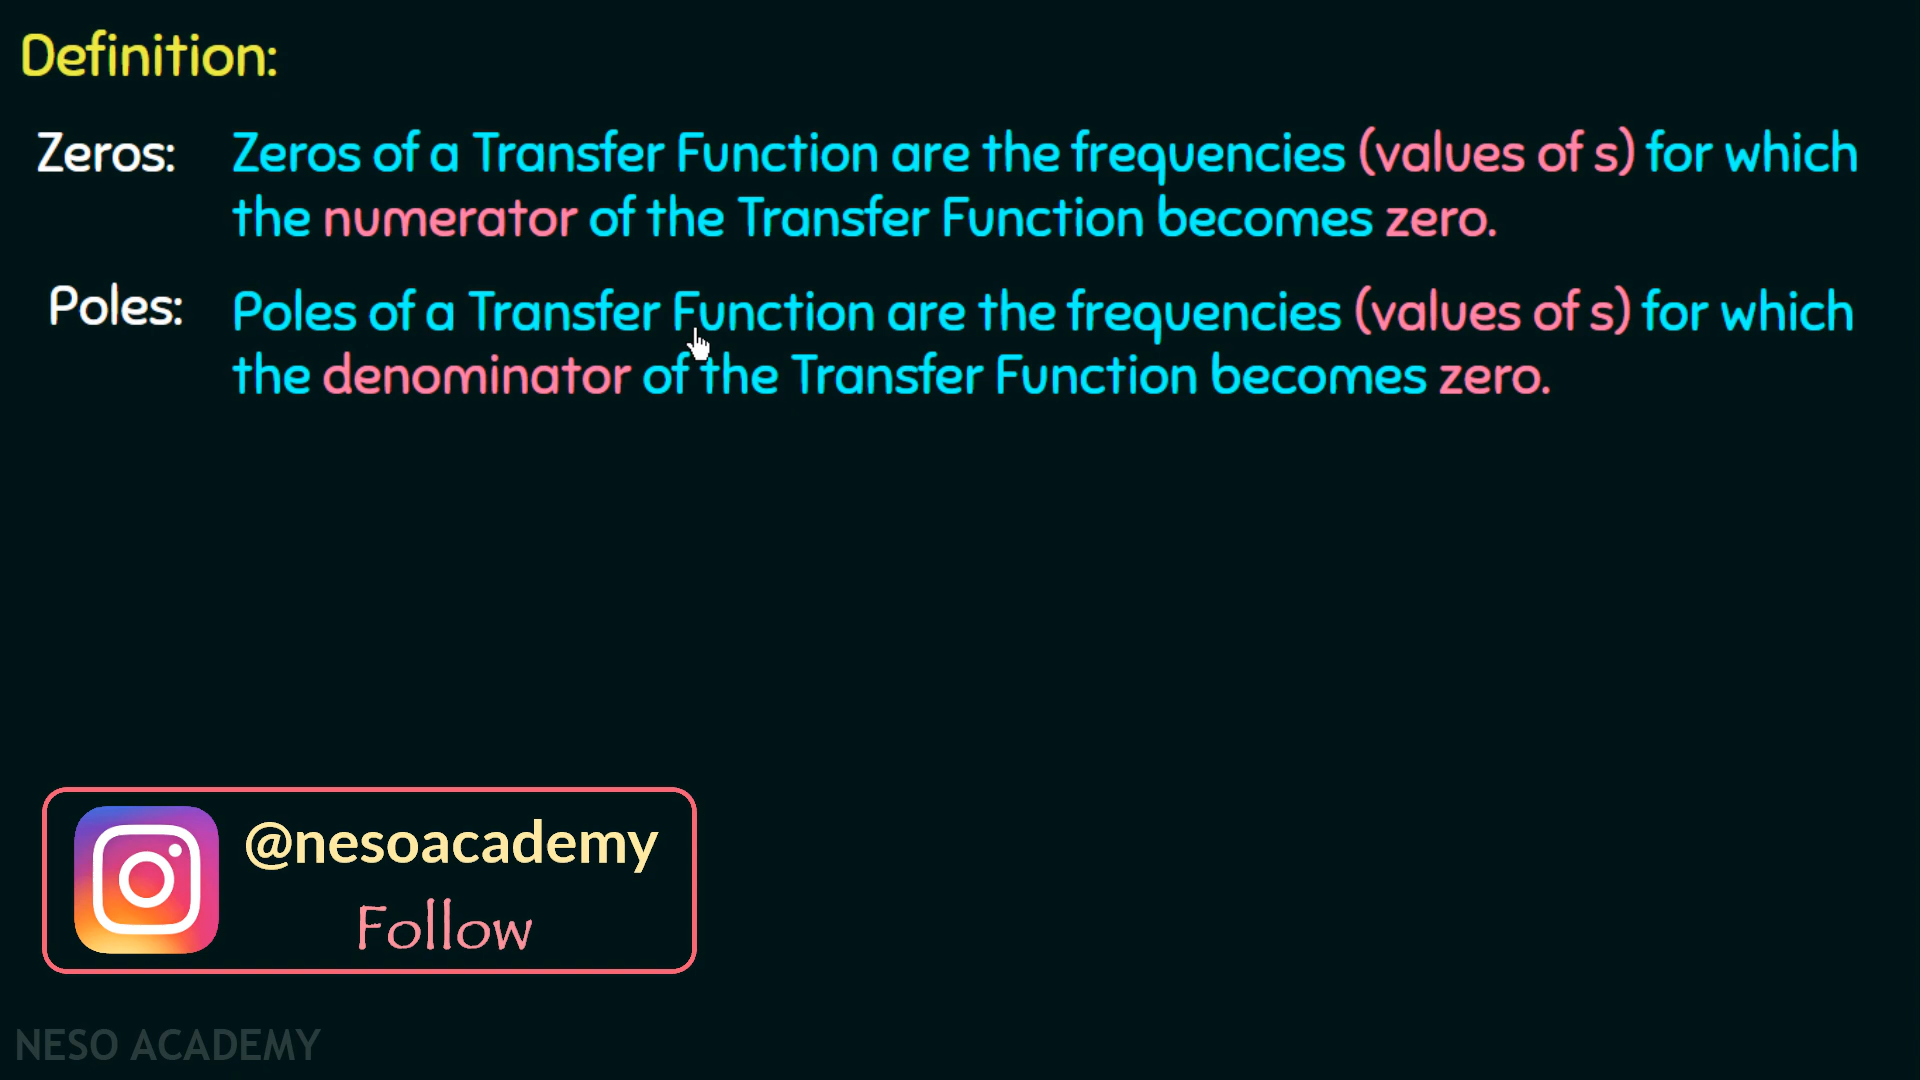 Definition:
Zeros: Zeros of a Transfer Function are the frequencies (values of s) for which
the numerator of the Transfer Function becomes zero.
Poles: Poles of a Transfer Function are the frequencies (values of s) for which
the denominator of the Transfer Function becomes zero.
@nesoacademy
Follow
NESO ACADEMY